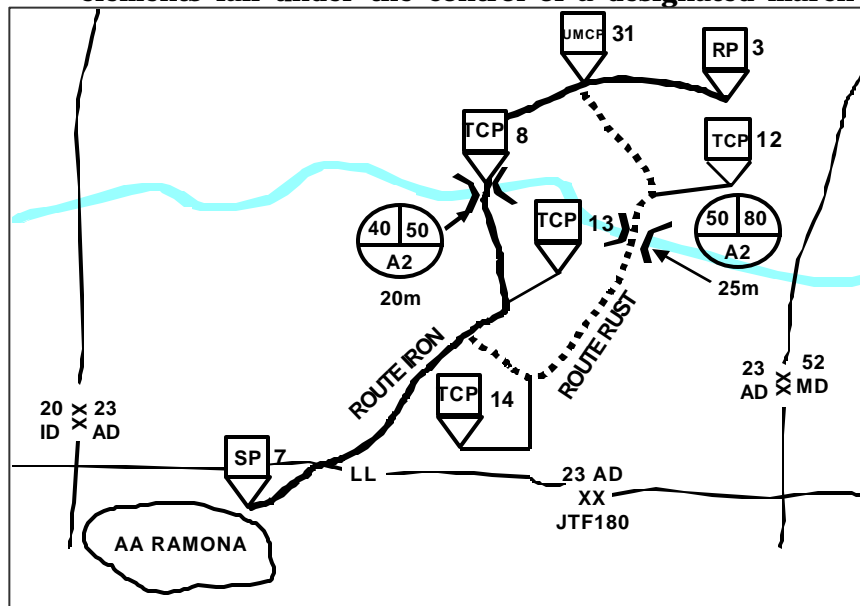 UMCP 31
RP 3
TCP 8
TCP 12
TCP 13
40 50
A2
20m
50 80
A2
25m
ROUTE IRON
ROUTE RUST
TCP 14
20 XX 23
ID AD
23 XX 52
AD MD
SP 7
LL
23 AD
XX
JTF180
AA RAMONA